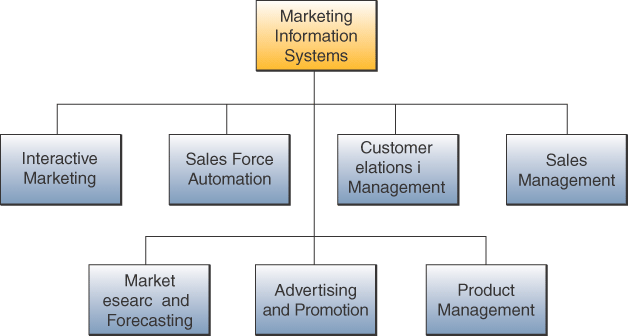 Marketing
Information
Systems
Interactive
Marketing
Sales Force
Automation
Customer
elations i
Management
Sales
Management
Market
esearc and
Forecasting
Advertising
and Promotion
Product
Management